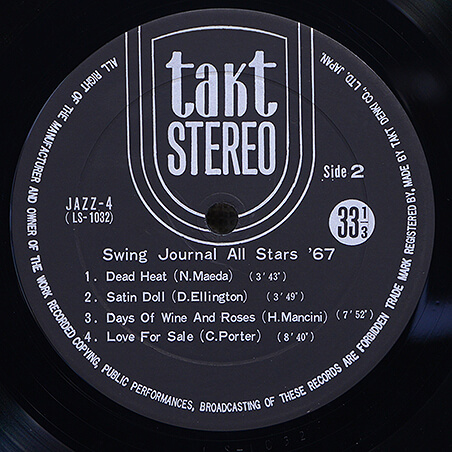 takt
STEREO
Side 2
JAZZ-4
(LS-1032)
33 1/3
Swing Journal All Stars '67
1. Dead Heat (N.Maeda) (3'43")
2. Satin Doll (D.Ellington) (3'49")
3. Days Of Wine And Roses (H.Mancini) (7'52")
4. Love For Sale (C.Porter) (8'40")
ALL RIGHT OF THE MANUFACTURER AND OWNER OF THE WORK RECORDED COPYING, PUBLIC PERFORMANCES, BROADCASTING OF THESE RECORDS ARE FORBIDDEN TRADE MARK REGISTERED BY, MADE BY TAKT DENKI CO., LTD. JAPAN.